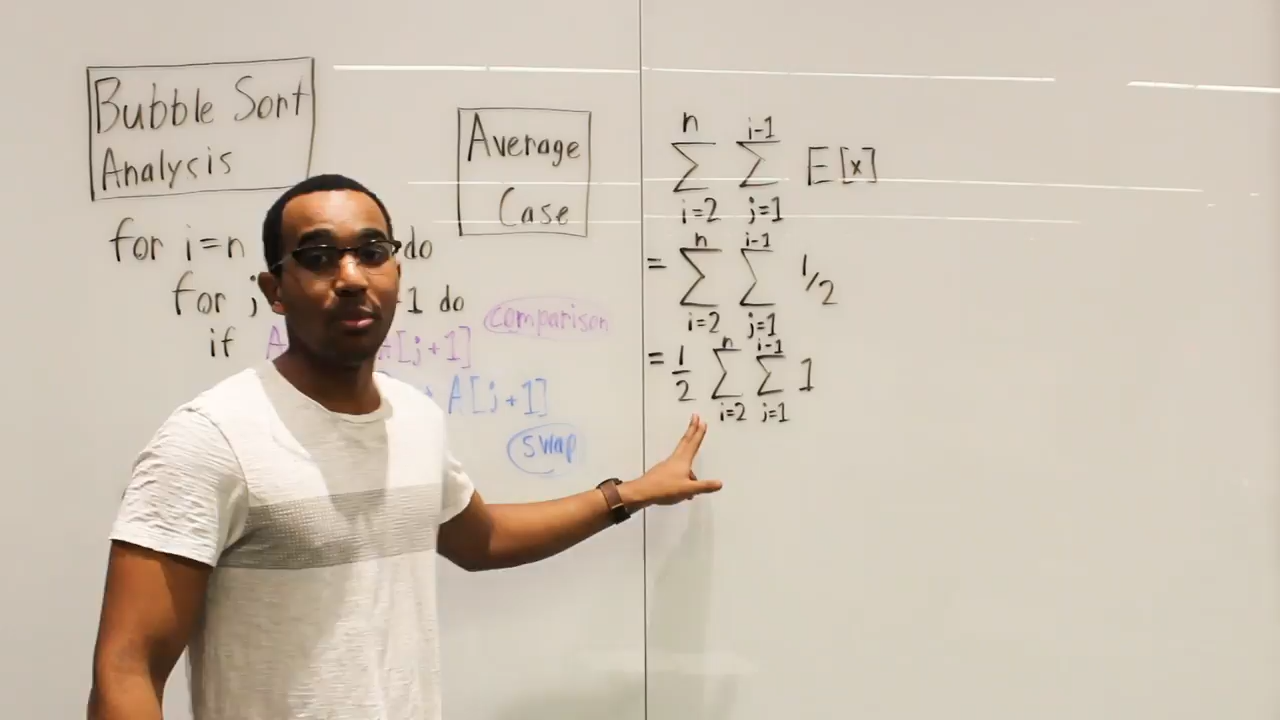 Bubble Sort
Analysis
for i=n do
for j +1 do
if A A[j+1]
A[j+1]
comparison
swap
Average
Case
n i-1
∑ ∑ E[x]
i=2 j=1
n i-1
= ∑ ∑ 1/2
i=2 j=1
n i-1
= 1/2 ∑ ∑ 1
i=2 j=1